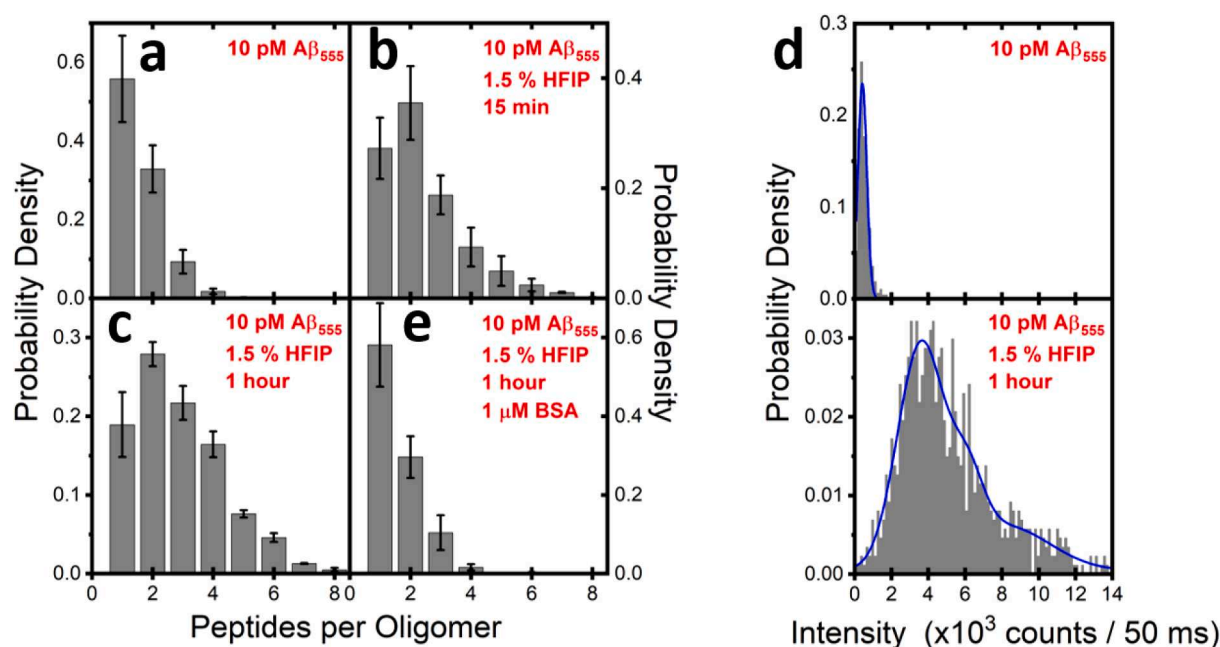 a
10 pM Aβ555
0.6
0.4
0.2
0.0
b
10 pM Aβ555
1.5 % HFIP
15 min
0.4
0.2
0.0
c
10 pM Aβ555
1.5 % HFIP
1 hour
0.3
0.2
0.1
0.0
0 2 4 6 8
e
10 pM Aβ555
1.5 % HFIP
1 hour
1 μM BSA
0.6
0.4
0.2
0.0
0 2 4 6 8
Probability Density
Probability Density
Peptides per Oligomer
d
10 pM Aβ555
0.3
0.2
0.1
0.0
10 pM Aβ555
1.5 % HFIP
1 hour
0.03
0.02
0.01
0.00
0 2 4 6 8 10 12 14
Probability Density
Intensity (x10³ counts / 50 ms)